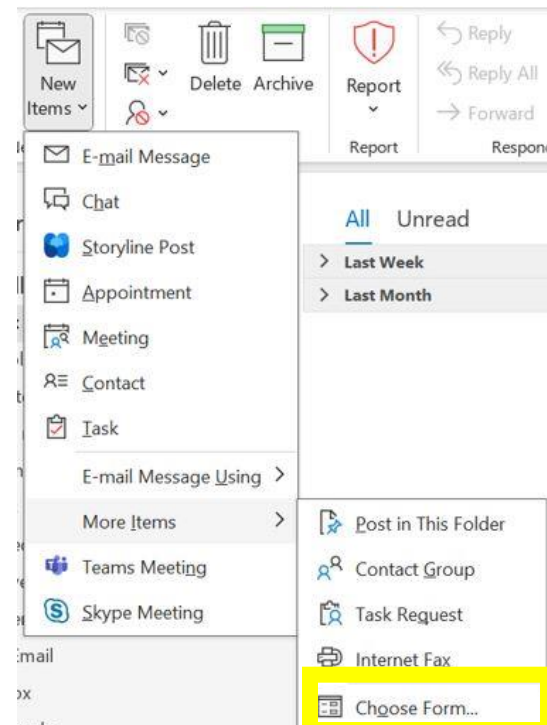 New
Items
Delete
Archive
Report
Reply
Reply All
Forward
Report
Respon
E-mail Message
Chat
Storyline Post
Appointment
Meeting
Contact
Task
E-mail Message Using
More Items
Teams Meeting
Skype Meeting
All Unread
Last Week
Last Month
Post in This Folder
Contact Group
Task Request
Internet Fax
Choose Form...